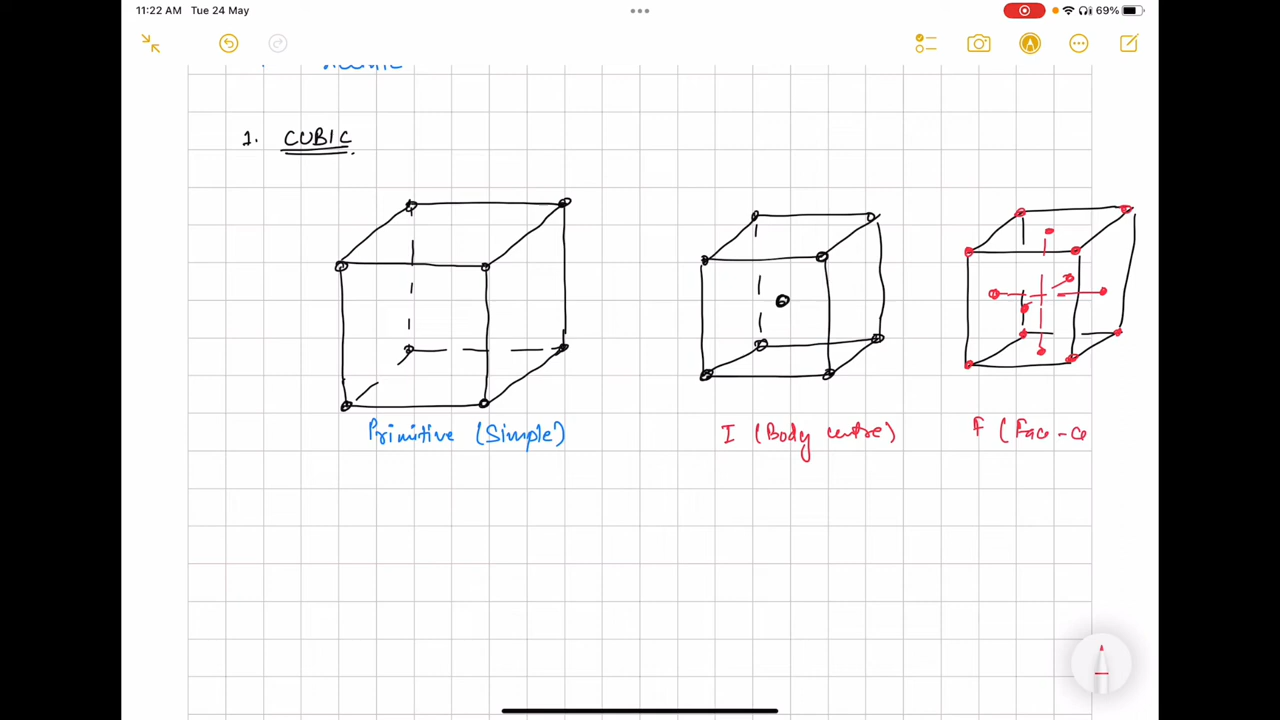 11:22 AM Tue 24 May
69%
1. CUBIC
Primitive (Simple)
I (Body centre)
F (Face-ce